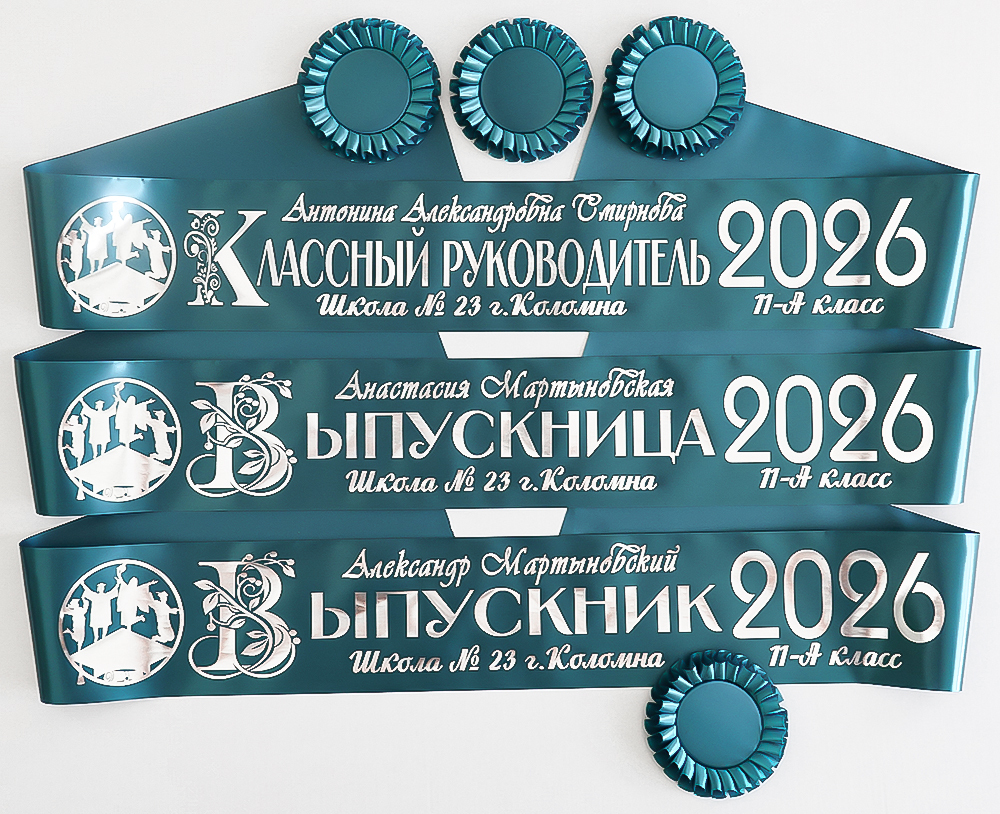 Антонина Александровна Смирнова
Классный руководитель
2026
Школа № 23 г.Коломна
11-А класс
Анастасия Мартыновская
Выпускница
2026
Школа № 23 г.Коломна
11-А класс
Александр Мартыновский
Выпускник
2026
Школа № 23 г.Коломна
11-А класс